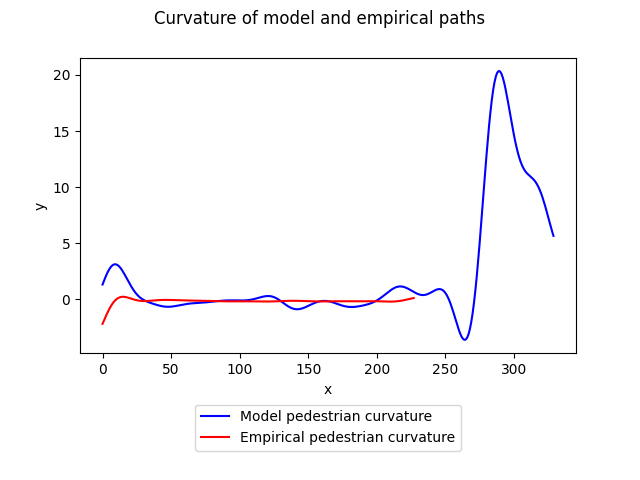 Curvature of model and empirical paths
20
15
10
5
0
y
0 50 100 150 200 250 300
x
Model pedestrian curvature
Empirical pedestrian curvature